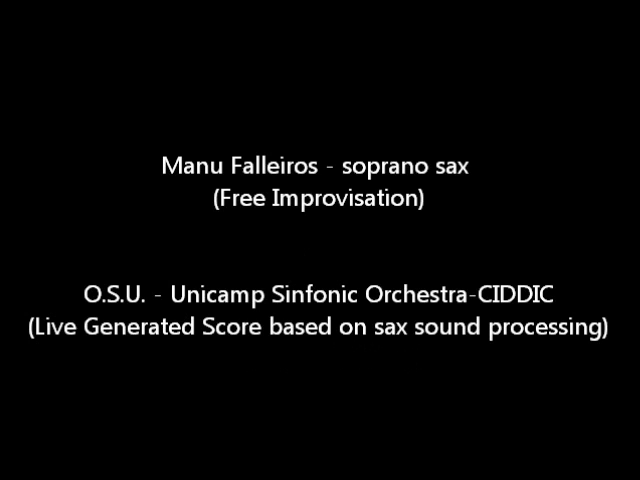 Manu Falleiros - soprano sax
(Free Improvisation)
O.S.U. - Unicamp Sinfonic Orchestra-CIDDIC
(Live Generated Score based on sax sound processing)